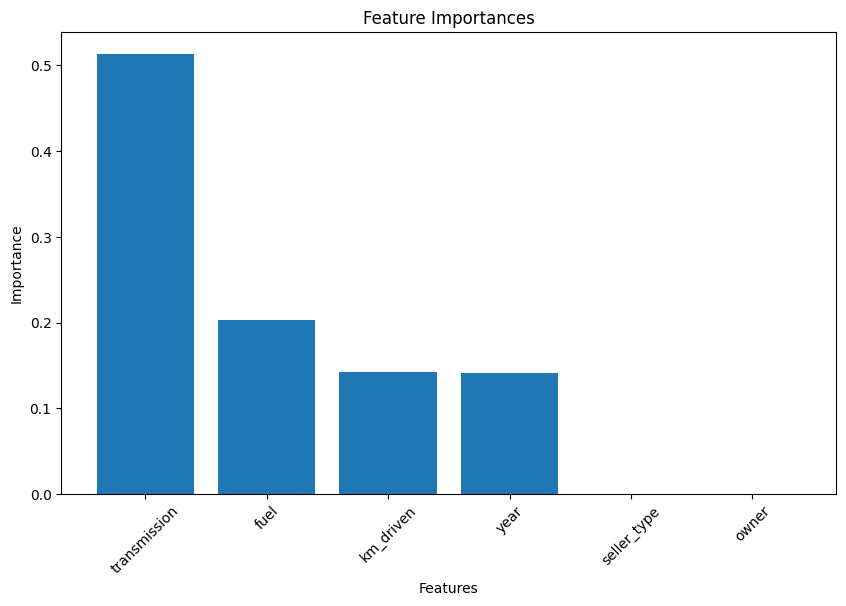 Feature Importances
Importance
0.5
0.4
0.3
0.2
0.1
0.0
transmission
fuel
km_driven
year
seller_type
owner
Features